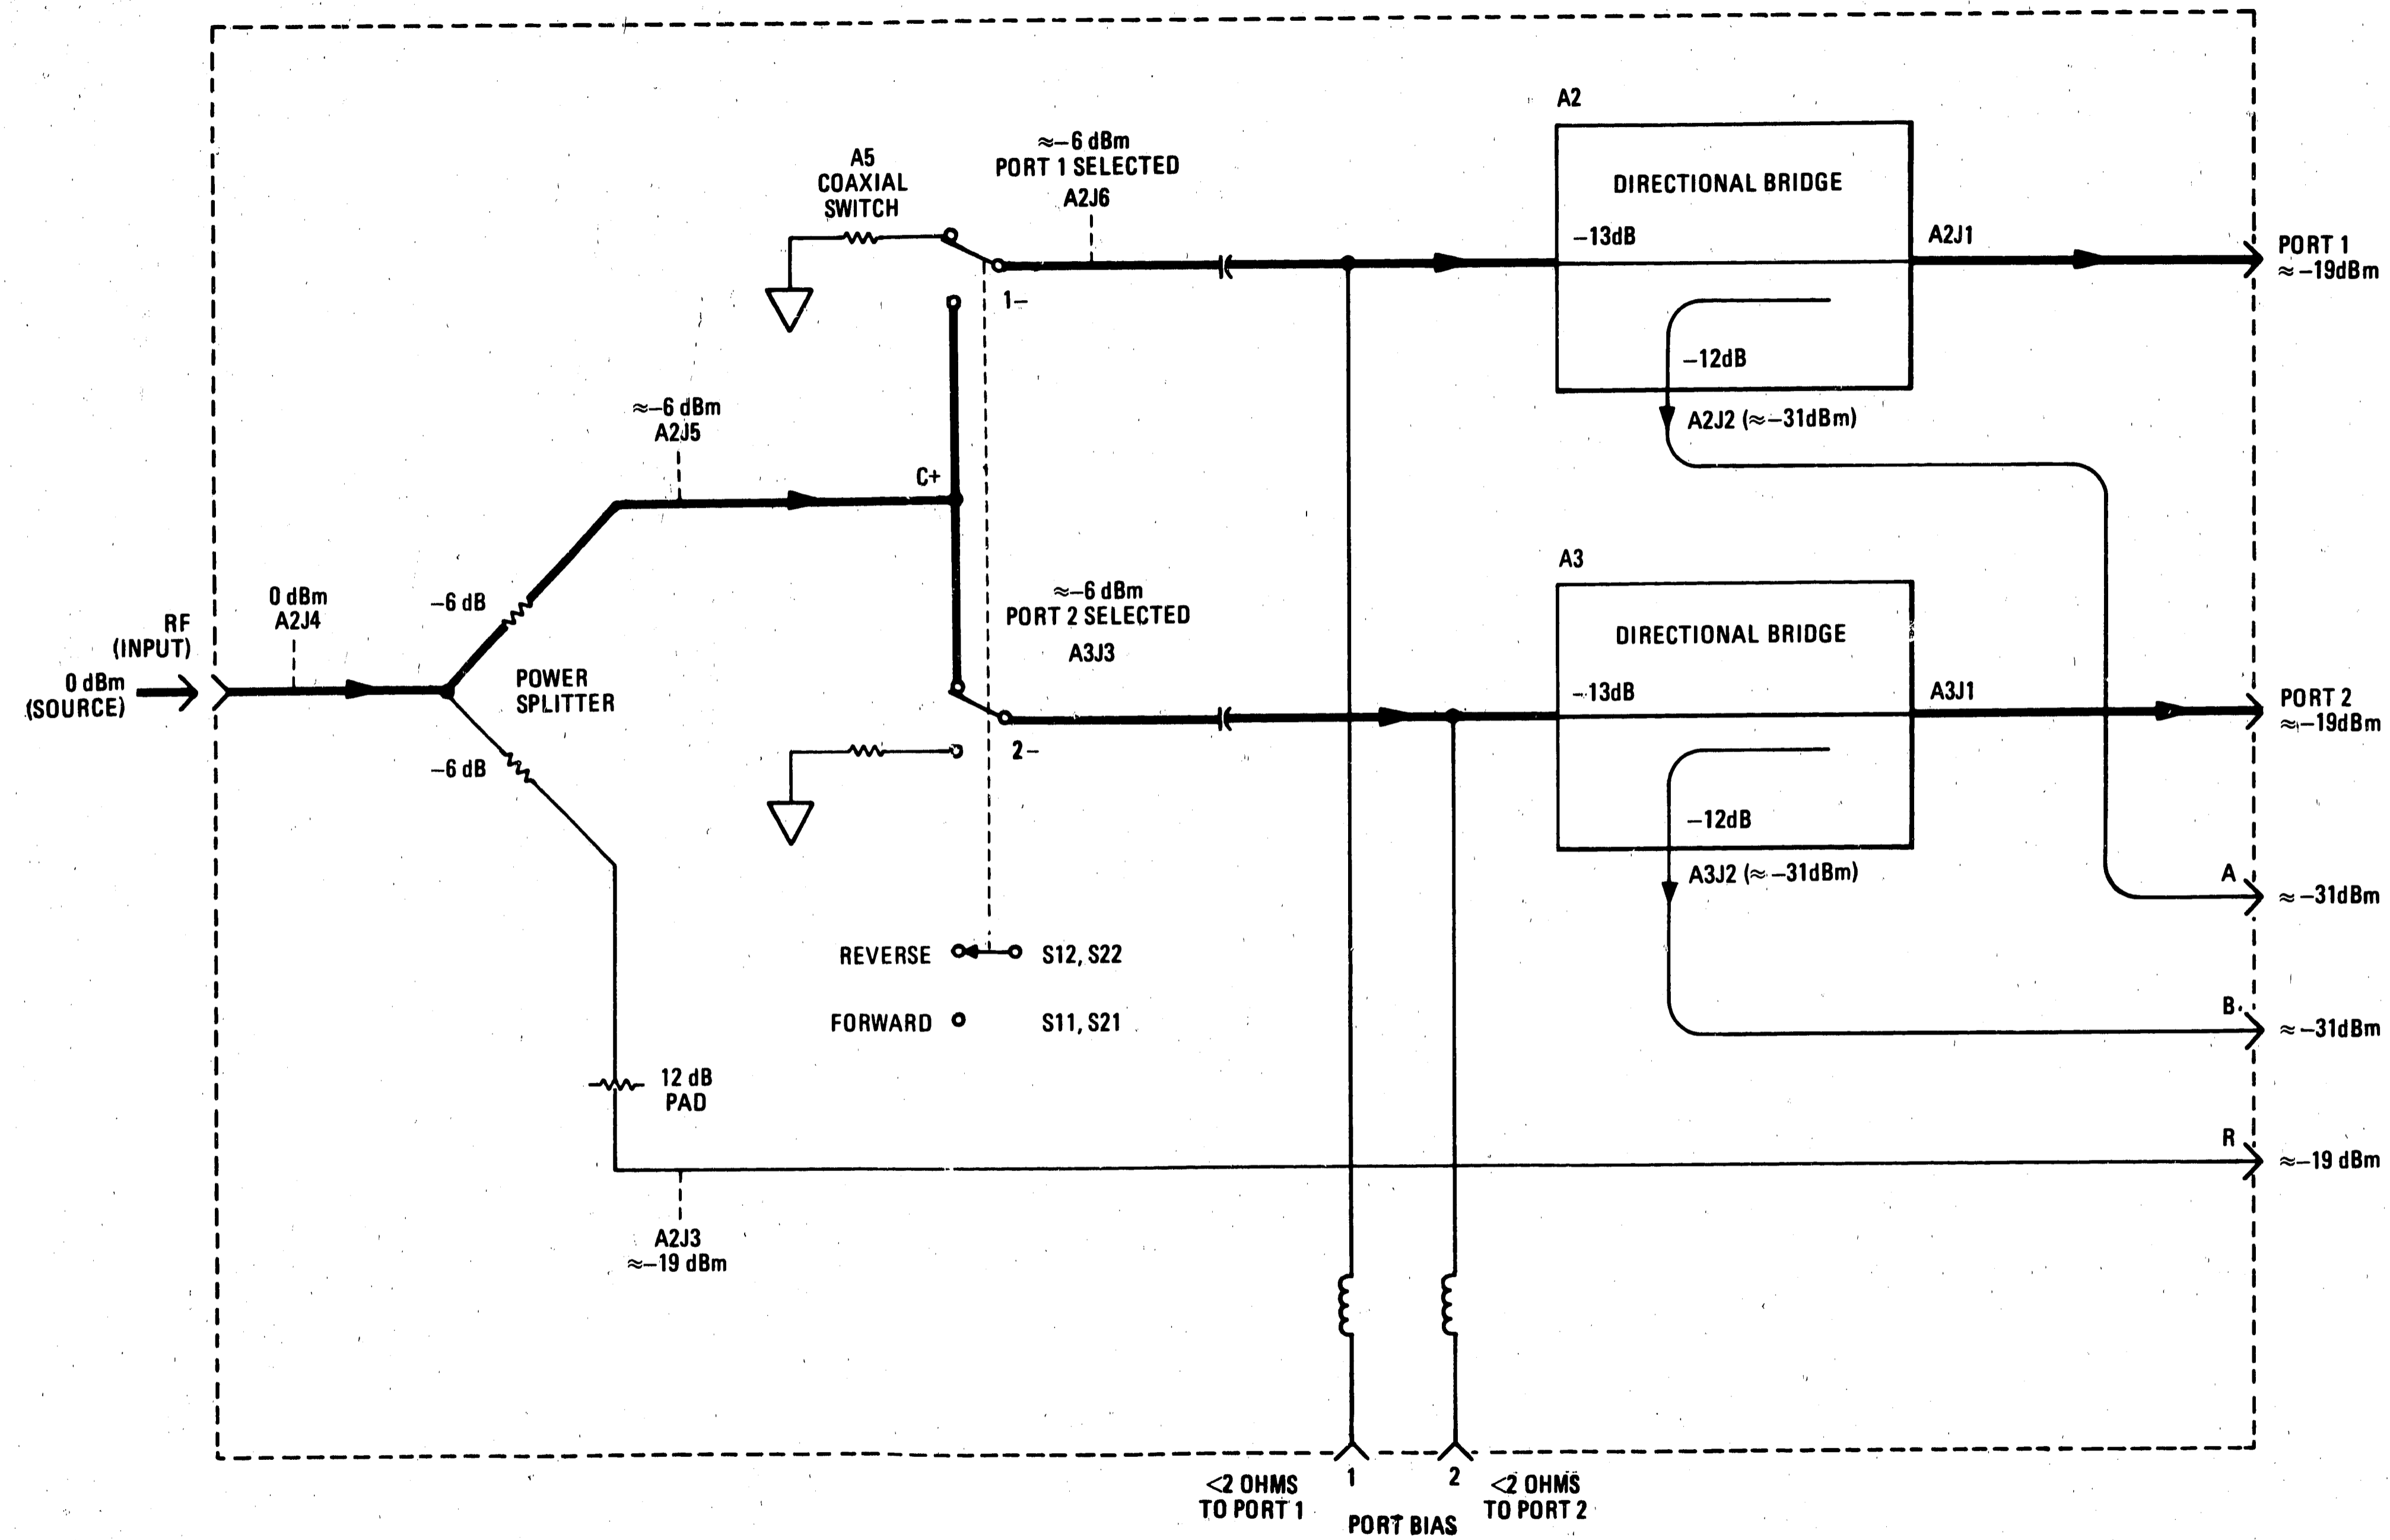 A2
≈–6 dBm
PORT 1 SELECTED
A2J6
A5
COAXIAL
SWITCH
DIRECTIONAL BRIDGE
–13dB
A2J1
PORT 1
≈–19dBm
1–
–12dB
A2J2 (≈–31dBm)
≈–6 dBm
A2J5
C+
A3
≈–6 dBm
PORT 2 SELECTED
A3J3
DIRECTIONAL BRIDGE
–13dB
A3J1
PORT 2
≈–19dBm
0 dBm
A2J4
RF
(INPUT)
0 dBm
(SOURCE)
–6 dB
POWER
SPLITTER
–6 dB
2–
–12dB
A3J2 (≈–31dBm)
A
≈–31dBm
REVERSE
S12, S22
FORWARD
S11, S21
B
≈–31dBm
12 dB
PAD
R
≈–19 dBm
A2J3
≈–19 dBm
<2 OHMS
TO PORT 1
1
2
<2 OHMS
TO PORT 2
PORT BIAS